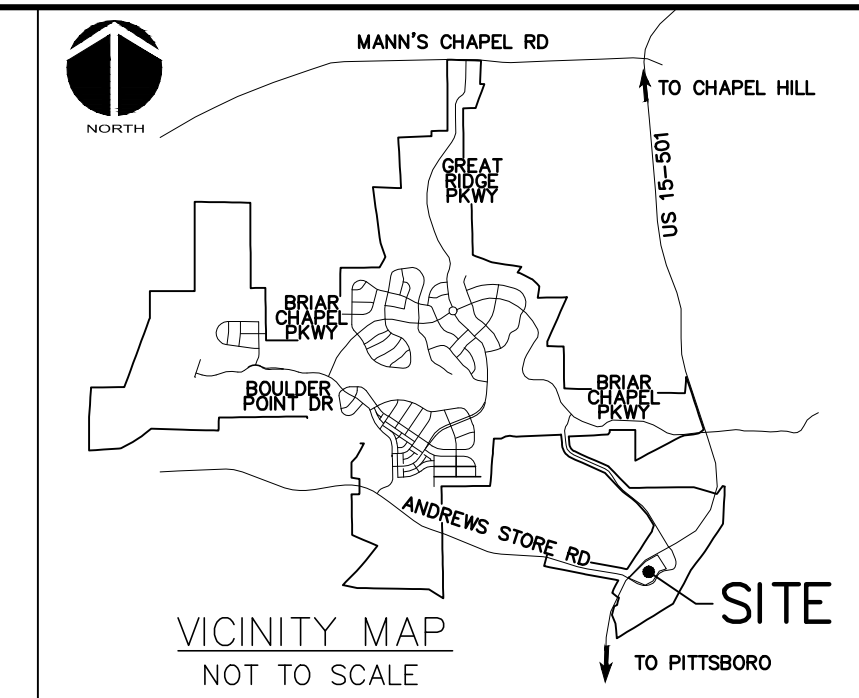 MANN'S CHAPEL RD
TO CHAPEL HILL
NORTH
US 15-501
GREAT
RIDGE
PKWY
BRIAR
CHAPEL
PKWY
BOULDER
POINT DR
BRIAR
CHAPEL
PKWY
ANDREWS STORE RD
SITE
VICINITY MAP
NOT TO SCALE
TO PITTSBORO